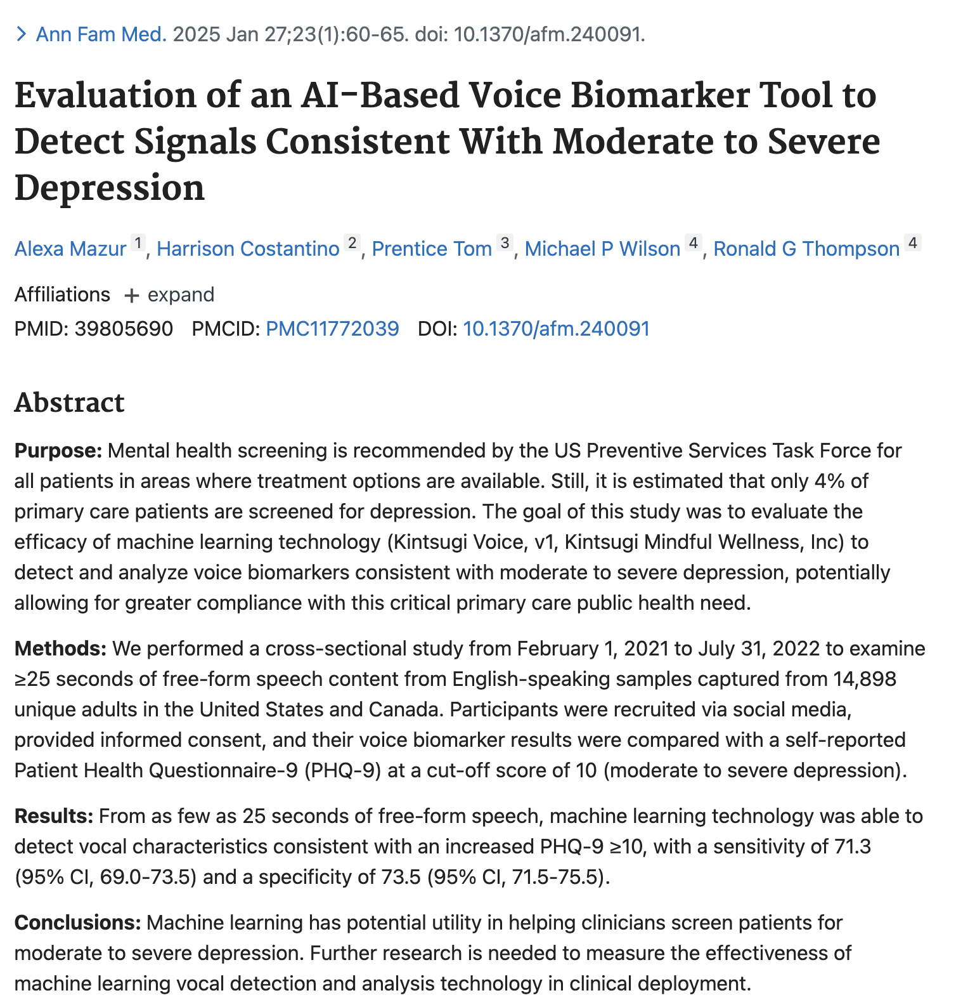 > Ann Fam Med. 2025 Jan 27;23(1):60-65. doi: 10.1370/afm.240091.
Evaluation of an AI-Based Voice Biomarker Tool to
Detect Signals Consistent With Moderate to Severe
Depression
Alexa Mazur 1, Harrison Costantino 2, Prentice Tom 3, Michael P Wilson 4, Ronald G Thompson 4
Affiliations + expand
PMID: 39805690 PMCID: PMC11772039 DOI: 10.1370/afm.240091
Abstract
Purpose: Mental health screening is recommended by the US Preventive Services Task Force for
all patients in areas where treatment options are available. Still, it is estimated that only 4% of
primary care patients are screened for depression. The goal of this study was to evaluate the
efficacy of machine learning technology (Kintsugi Voice, v1, Kintsugi Mindful Wellness, Inc) to
detect and analyze voice biomarkers consistent with moderate to severe depression, potentially
allowing for greater compliance with this critical primary care public health need.
Methods: We performed a cross-sectional study from February 1, 2021 to July 31, 2022 to examine
≥25 seconds of free-form speech content from English-speaking samples captured from 14,898
unique adults in the United States and Canada. Participants were recruited via social media,
provided informed consent, and their voice biomarker results were compared with a self-reported
Patient Health Questionnaire-9 (PHQ-9) at a cut-off score of 10 (moderate to severe depression).
Results: From as few as 25 seconds of free-form speech, machine learning technology was able to
detect vocal characteristics consistent with an increased PHQ-9 ≥10, with a sensitivity of 71.3
(95% CI, 69.0-73.5) and a specificity of 73.5 (95% CI, 71.5-75.5).
Conclusions: Machine learning has potential utility in helping clinicians screen patients for
moderate to severe depression. Further research is needed to measure the effectiveness of
machine learning vocal detection and analysis technology in clinical deployment.